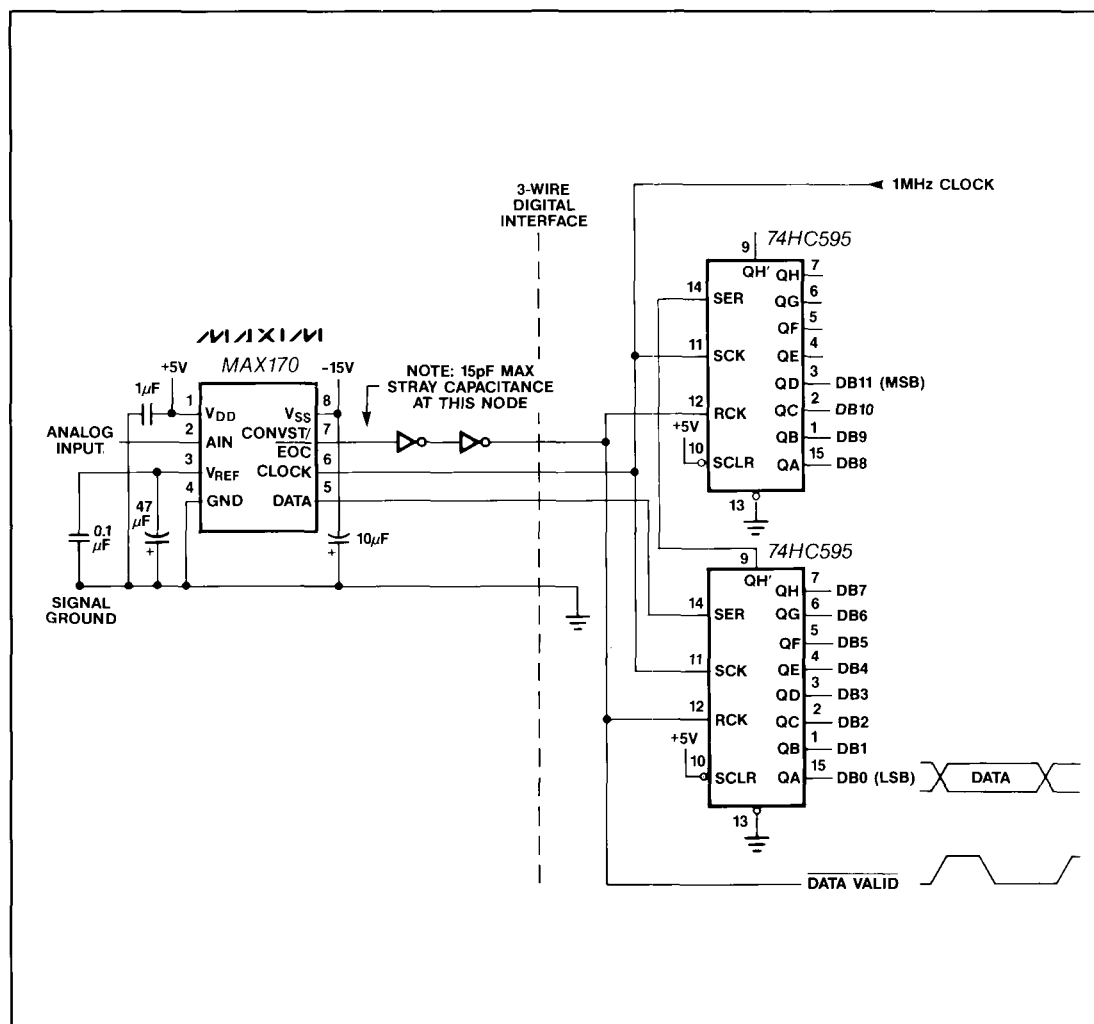 1MHz CLOCK
3-WIRE
DIGITAL
INTERFACE
74HC595
9
QH'
QH 7
14 SER
QG 6
QF 5
11 SCK
QE 4
QD 3 DB11 (MSB)
12 RCK
QC 2 DB10
+5V
QB 1 DB9
10 SCLR
QA 15 DB8
13
MAXIM
MAX170
+5V
-15V
1µF
NOTE: 15pF MAX
STRAY CAPACITANCE
AT THIS NODE
1 VDD
VSS 8
ANALOG
INPUT
2 AIN
CONVST/
EOC 7
3 VREF
CLOCK 6
4 GND
DATA 5
0.1
µF
47
µF
+
10µF
+
SIGNAL
GROUND
74HC595
9
QH'
QH 7 DB7
14 SER
QG 6 DB6
QF 5 DB5
11 SCK
QE 4 DB4
QD 3 DB3
12 RCK
QC 2 DB2
+5V
QB 1 DB1
10 SCLR
QA 15 DB0 (LSB)
DATA
13
DATA VALID